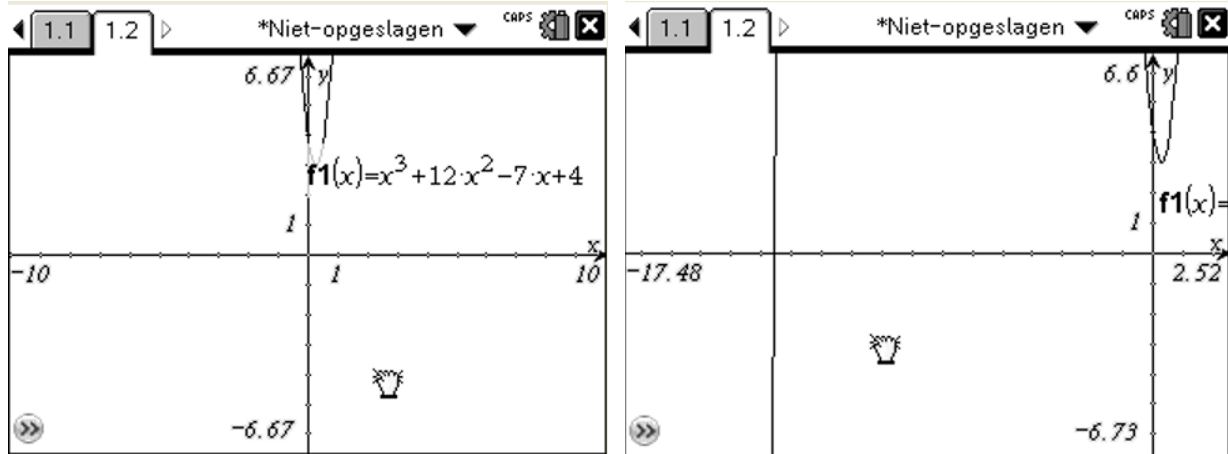 1.1 1.2 *Niet-opgeslagen CAPS
6.67 y
f1(x)=x³+12·x²-7·x+4
1
x
-10 1 10
-6.67
1.1 1.2 *Niet-opgeslagen CAPS
6.6 y
f1(x)=
1
x
-17.48 2.52
-6.73